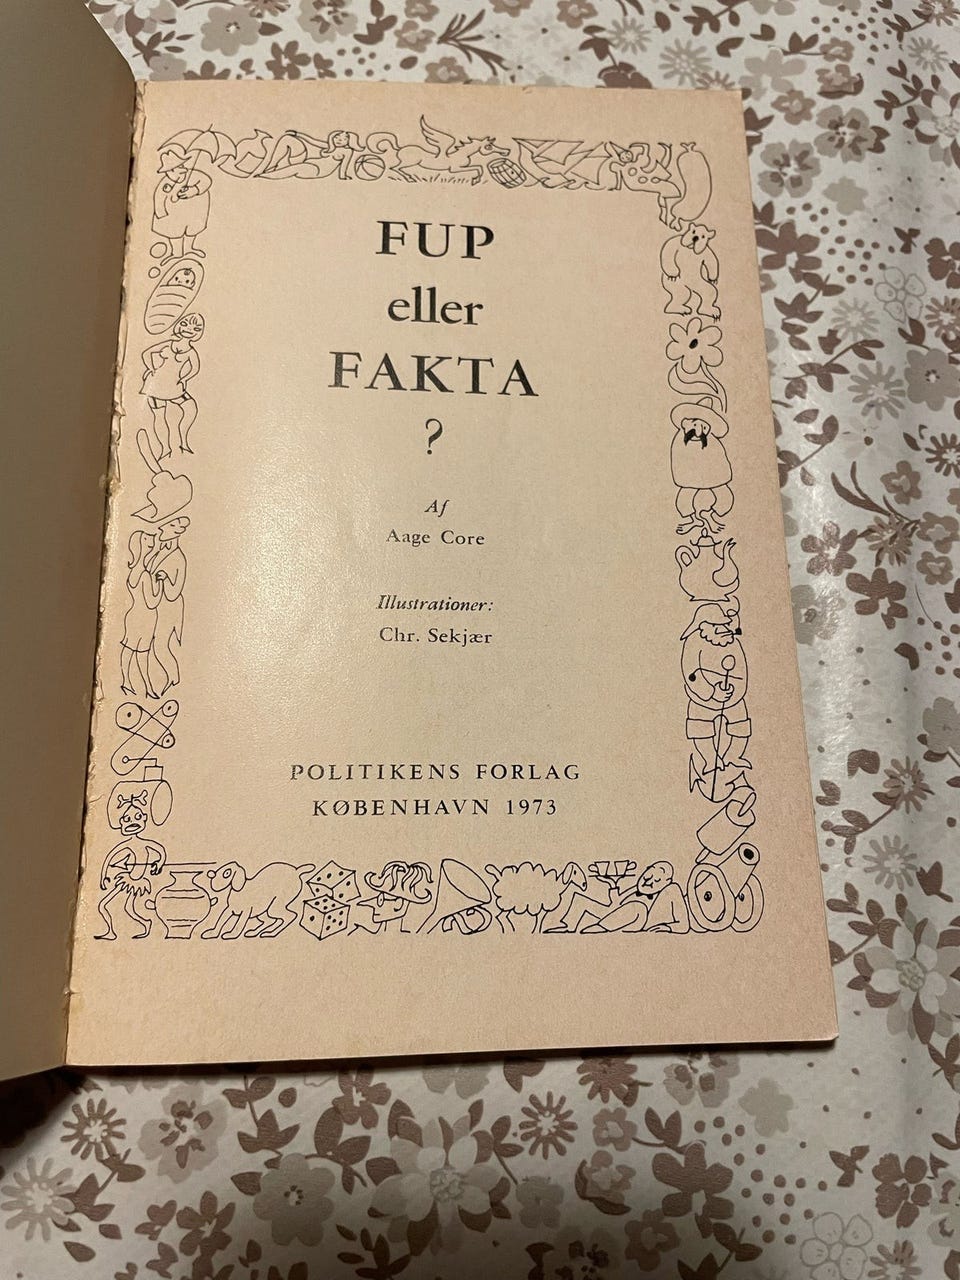 FUP
eller
FAKTA
?
Af
Aage Core
Illustrationer:
Chr. Sekjær
POLITIKENS FORLAG
KØBENHAVN 1973